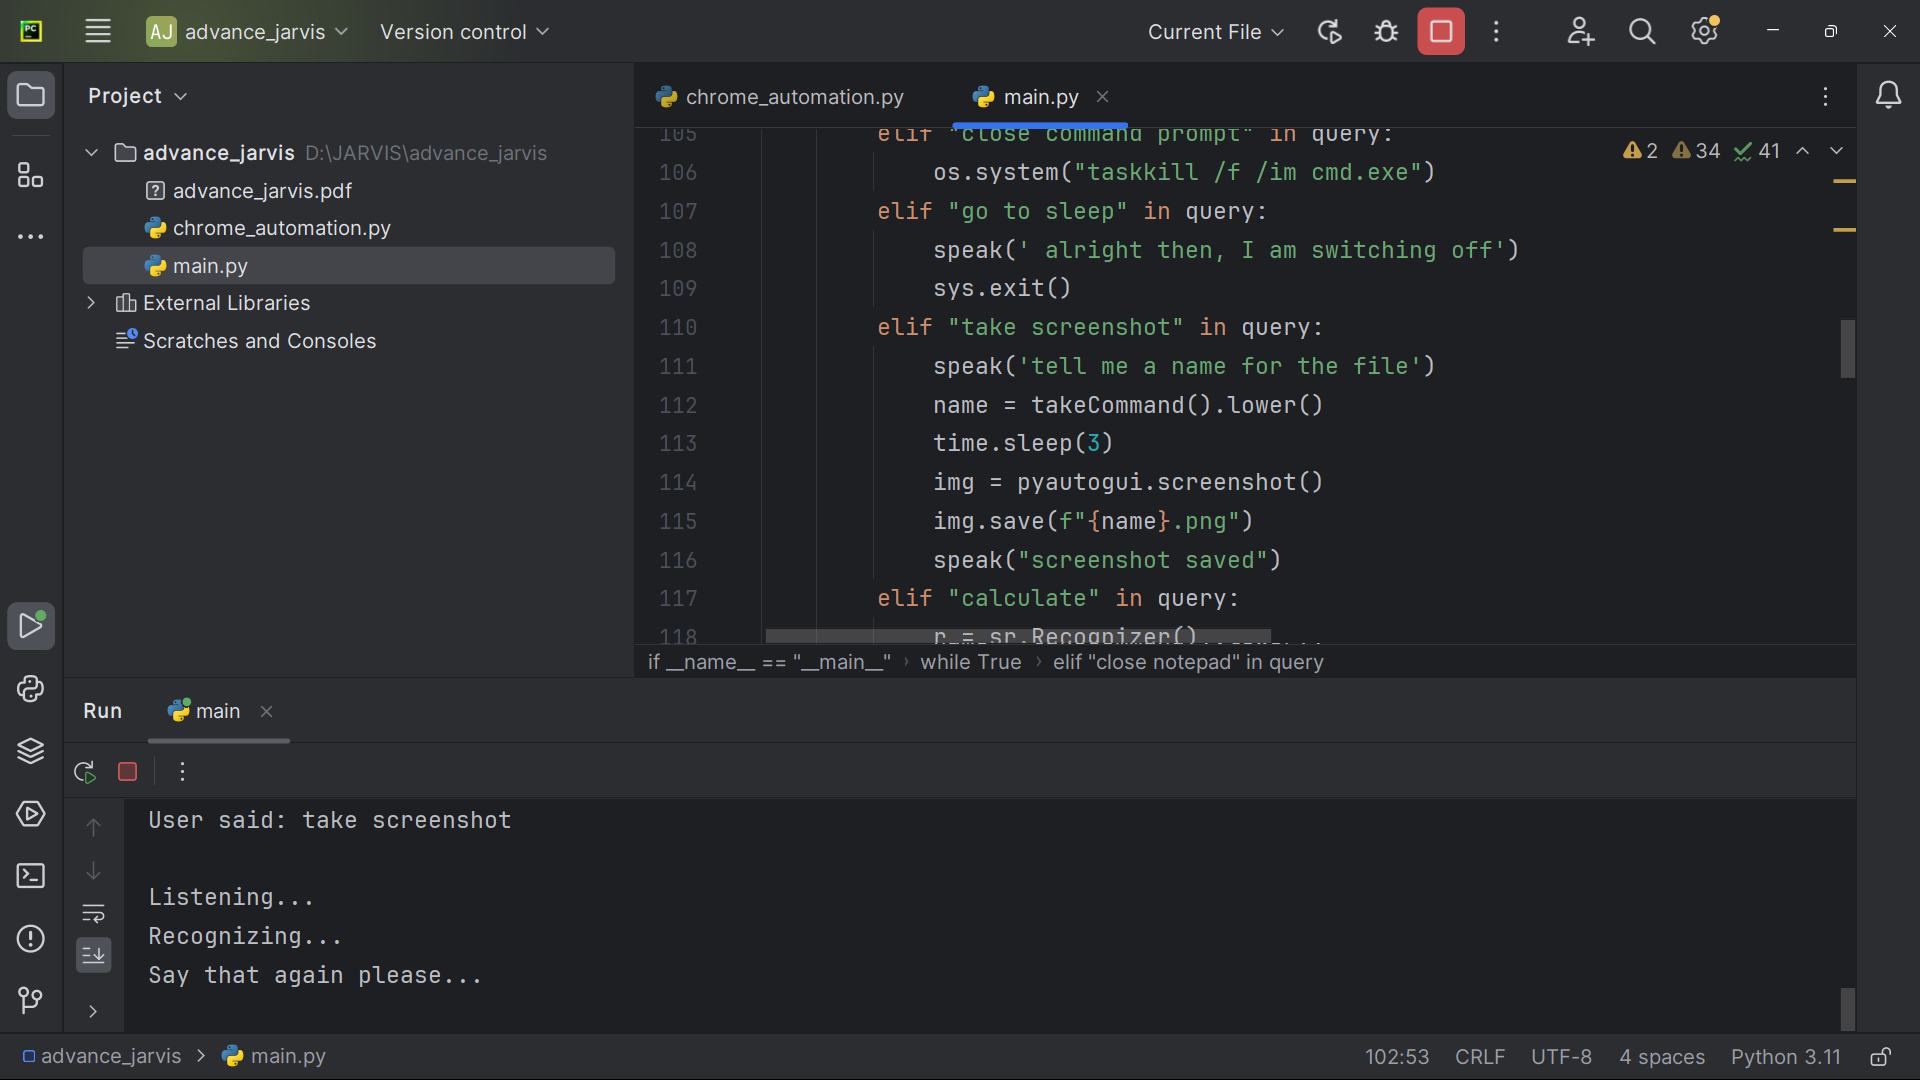 PC
AJ advance_jarvis Version control
Current File
Project
advance_jarvis D:\JARVIS\advance_jarvis
advance_jarvis.pdf
chrome_automation.py
main.py
External Libraries
Scratches and Consoles
chrome_automation.py main.py
2 34 41
105 elif "close command prompt" in query:
106 os.system("taskkill /f /im cmd.exe")
107 elif "go to sleep" in query:
108 speak(' alright then, I am switching off')
109 sys.exit()
110 elif "take screenshot" in query:
111 speak('tell me a name for the file')
112 name = takeCommand().lower()
113 time.sleep(3)
114 img = pyautogui.screenshot()
115 img.save(f"{name}.png")
116 speak("screenshot saved")
117 elif "calculate" in query:
118 r = sr.Recognizer()
if __name__ == "__main__" › while True › elif "close notepad" in query
Run main
User said: take screenshot
Listening...
Recognizing...
Say that again please...
advance_jarvis > main.py
102:53 CRLF UTF-8 4 spaces Python 3.11